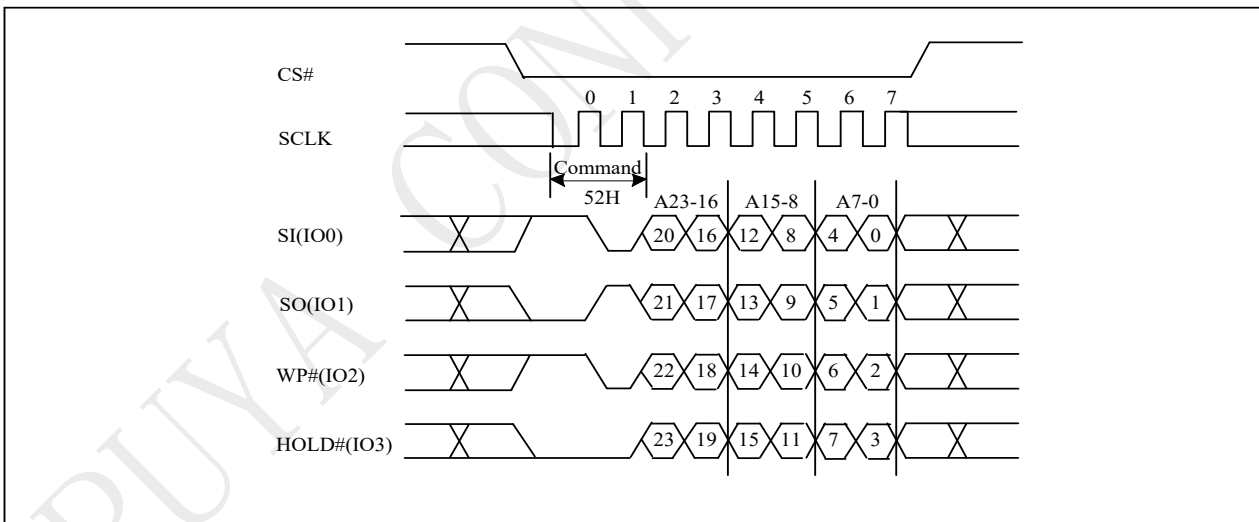 CS#
0 1 2 3 4 5 6 7
SCLK
Command
52H
A23-16 A15-8 A7-0
SI(IO0) 20 16 12 8 4 0
SO(IO1) 21 17 13 9 5 1
WP#(IO2) 22 18 14 10 6 2
HOLD#(IO3) 23 19 15 11 7 3
PUYA CONF